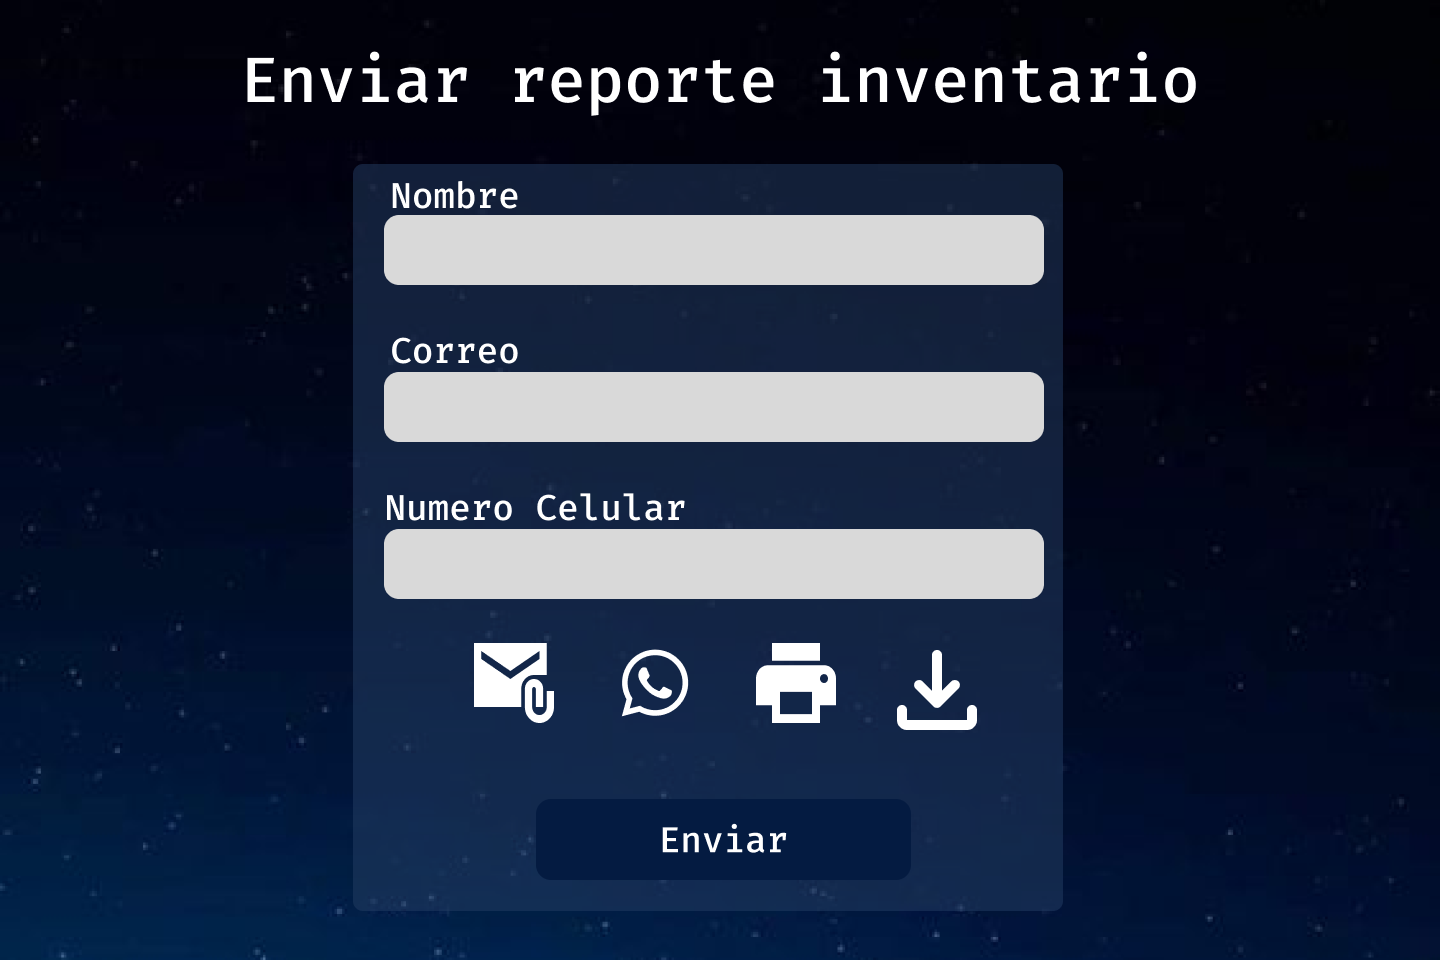 Enviar reporte inventario
Nombre
Correo
Numero Celular
Enviar